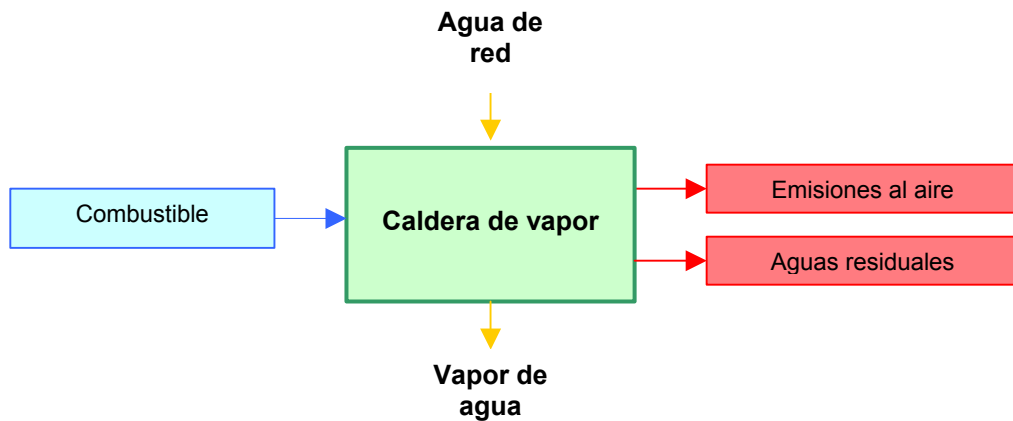 Agua de
red
Combustible
Caldera de vapor
Emisiones al aire
Aguas residuales
Vapor de
agua